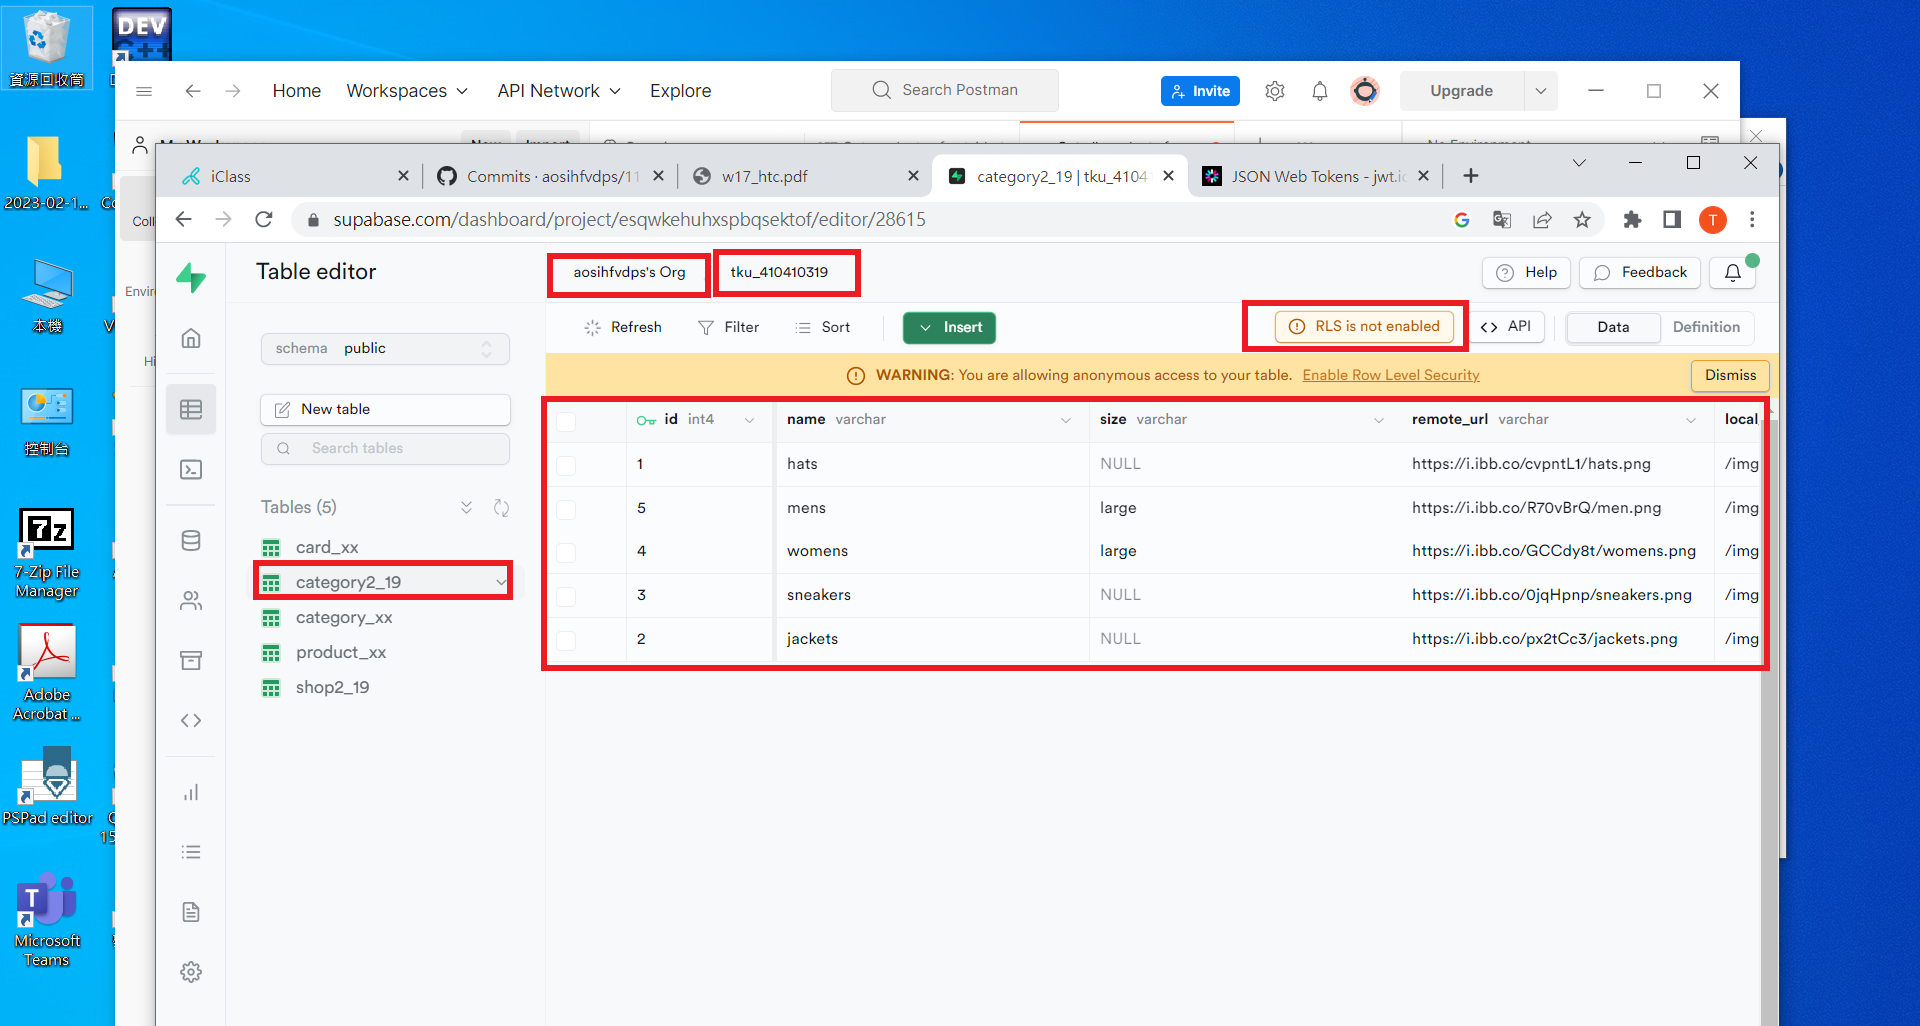 資源回收筒
DEV
C++
2023-02-1...
本機
控制台
7-Zip File
Manager
Adobe
Acrobat ...
PSPad editor
Microsoft
Teams
Home
Workspaces
API Network
Explore
Search Postman
Invite
Upgrade
No Environment
iClass
Commits · aosihfvdps/11
w17_htc.pdf
category2_19 | tku_4104
JSON Web Tokens - jwt.io
supabase.com/dashboard/project/esqwkehuhxspbqsektof/editor/28615
T
Table editor
aosihfvdps's Org
tku_410410319
Help
Feedback
Refresh
Filter
Sort
Insert
RLS is not enabled
API
Data
Definition
schema public
WARNING: You are allowing anonymous access to your table. Enable Row Level Security
Dismiss
New table
Search tables
Tables (5)
card_xx
category2_19
category_xx
product_xx
shop2_19
id int4 name varchar size varchar remote_url varchar local
1 hats NULL https://i.ibb.co/cvpntL1/hats.png /img
5 mens large https://i.ibb.co/R70vBrQ/men.png /img
4 womens large https://i.ibb.co/GCCdy8t/womens.png /img
3 sneakers NULL https://i.ibb.co/0jqHpnp/sneakers.png /img
2 jackets NULL https://i.ibb.co/px2tCc3/jackets.png /img